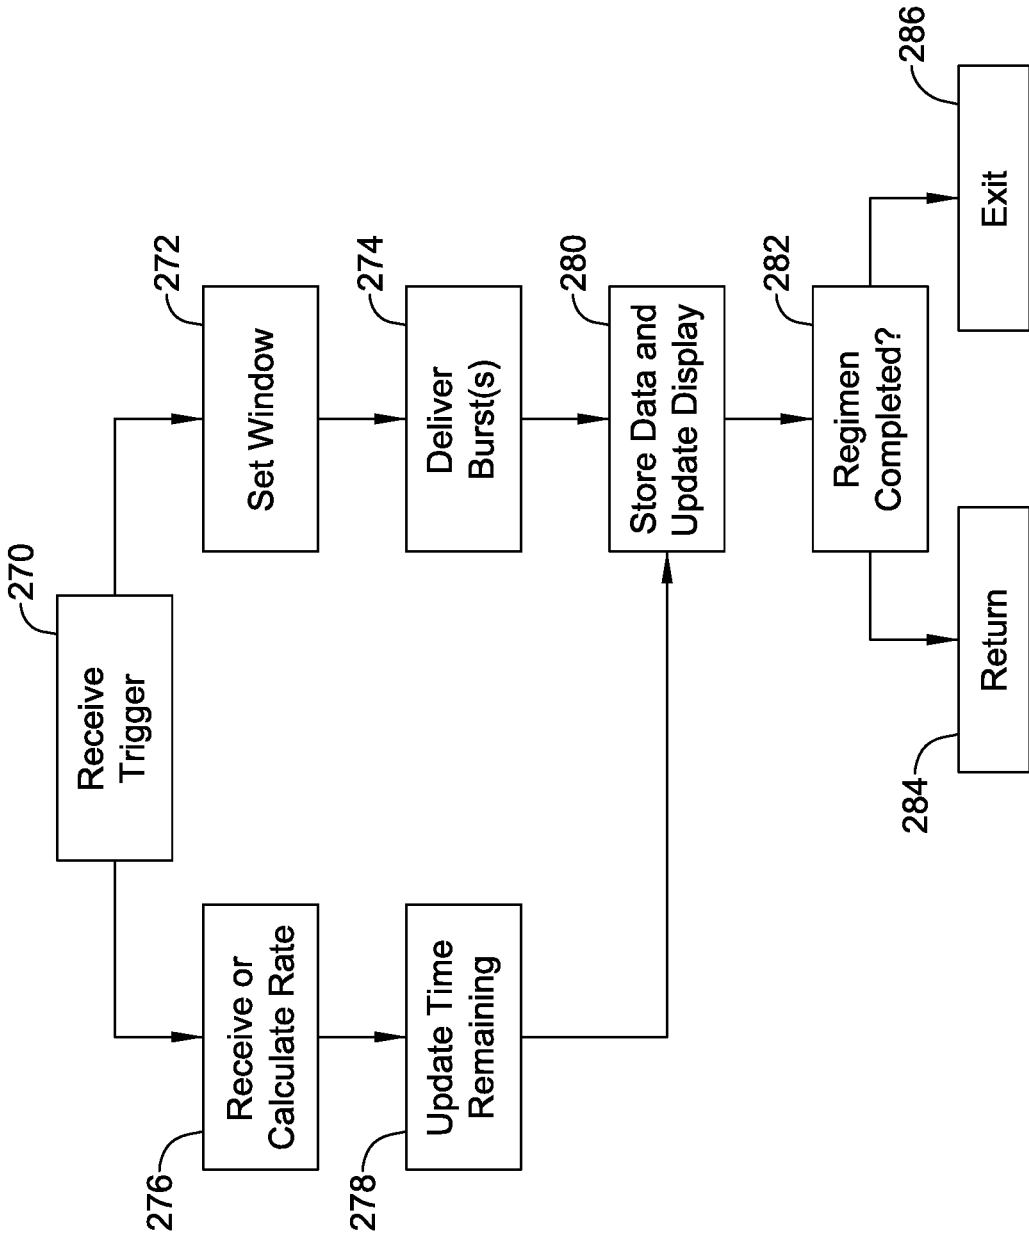 270
Receive
Trigger
276
Receive or
Calculate Rate
272
Set Window
278
Update Time
Remaining
274
Deliver
Burst(s)
280
Store Data and
Update Display
282
Regimen
Completed?
284
Return
286
Exit